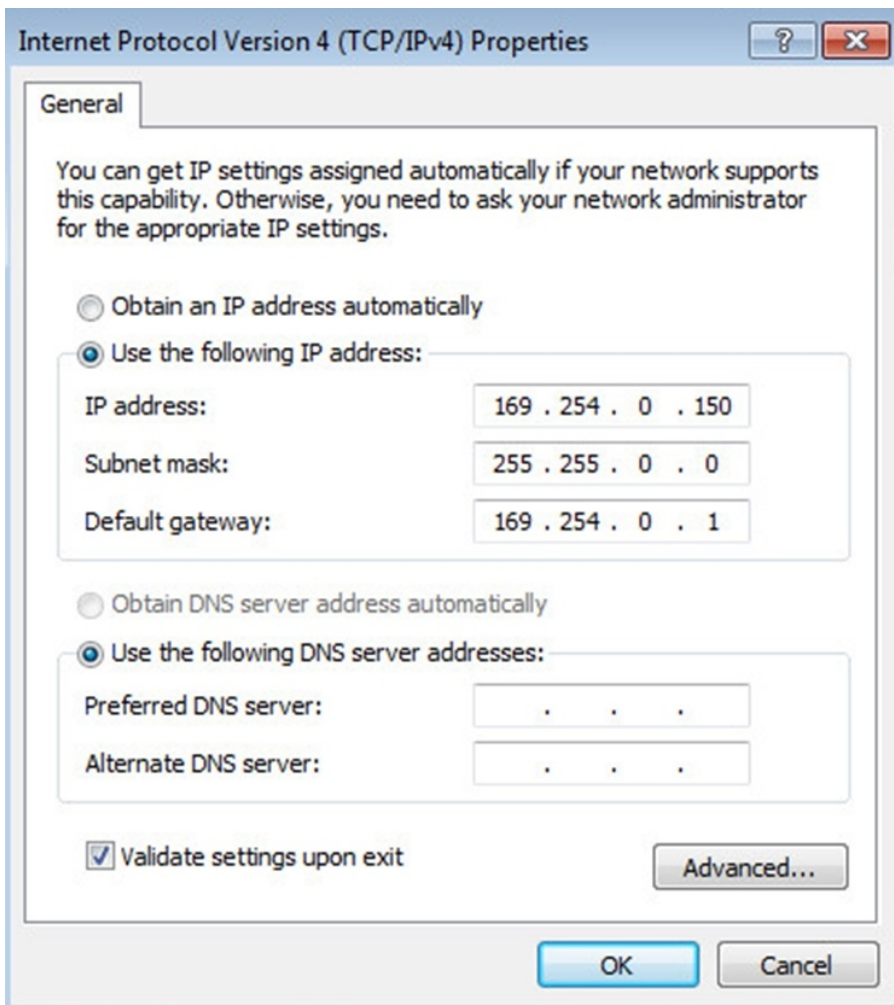 Internet Protocol Version 4 (TCP/IPv4) Properties
?
General
You can get IP settings assigned automatically if your network supports
this capability. Otherwise, you need to ask your network administrator
for the appropriate IP settings.
Obtain an IP address automatically
Use the following IP address:
IP address: 169 . 254 . 0 . 150
Subnet mask: 255 . 255 . 0 . 0
Default gateway: 169 . 254 . 0 . 1
Obtain DNS server address automatically
Use the following DNS server addresses:
Preferred DNS server: . . .
Alternate DNS server: . . .
Validate settings upon exit
Advanced...
OK Cancel